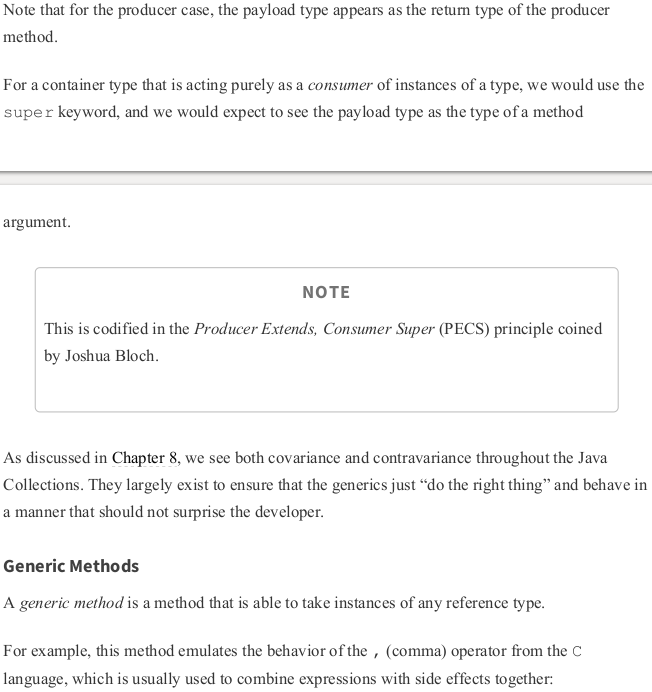 Note that for the producer case, the payload type appears as the return type of the producer
method.
For a container type that is acting purely as a consumer of instances of a type, we would use the
super keyword, and we would expect to see the payload type as the type of a method
argument.
NOTE
This is codified in the Producer Extends, Consumer Super (PECS) principle coined
by Joshua Bloch.
As discussed in Chapter 8, we see both covariance and contravariance throughout the Java
Collections. They largely exist to ensure that the generics just “do the right thing” and behave in
a manner that should not surprise the developer.
Generic Methods
A generic method is a method that is able to take instances of any reference type.
For example, this method emulates the behavior of the , (comma) operator from the C
language, which is usually used to combine expressions with side effects together: